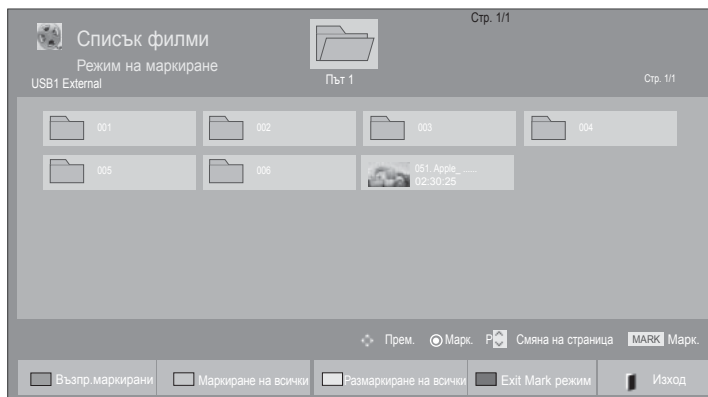 Стр. 1/1
Списък филми
Режим на маркиране
USB1 External
Път 1
Стр. 1/1
001
002
003
004
005
006
051. Apple_ ......
02:30:25
Прем.
Марк.
P
Смяна на страница
MARK Марк.
Възпр.маркирани
Маркиране на всички
Размаркиране на всички
Exit Mark режим
Изход